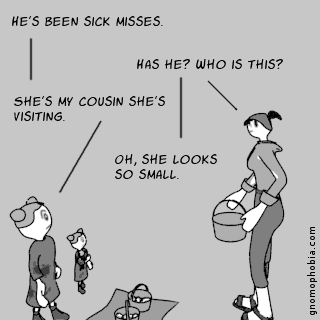 HE'S BEEN SICK MISSES.
HAS HE? WHO IS THIS?
SHE'S MY COUSIN SHE'S
VISITING.
OH, SHE LOOKS
SO SMALL.
gnomophobia.com